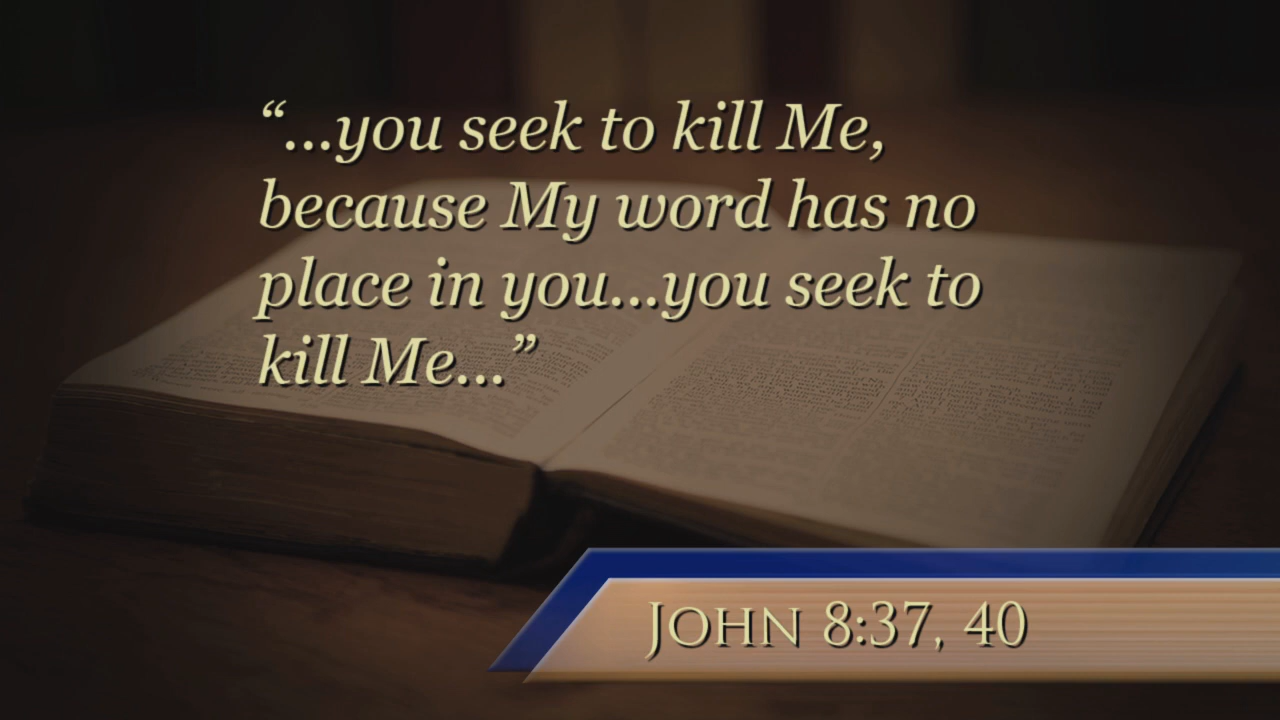 “...you seek to kill Me,
because My word has no
place in you...you seek to
kill Me...”
John 8:37, 40